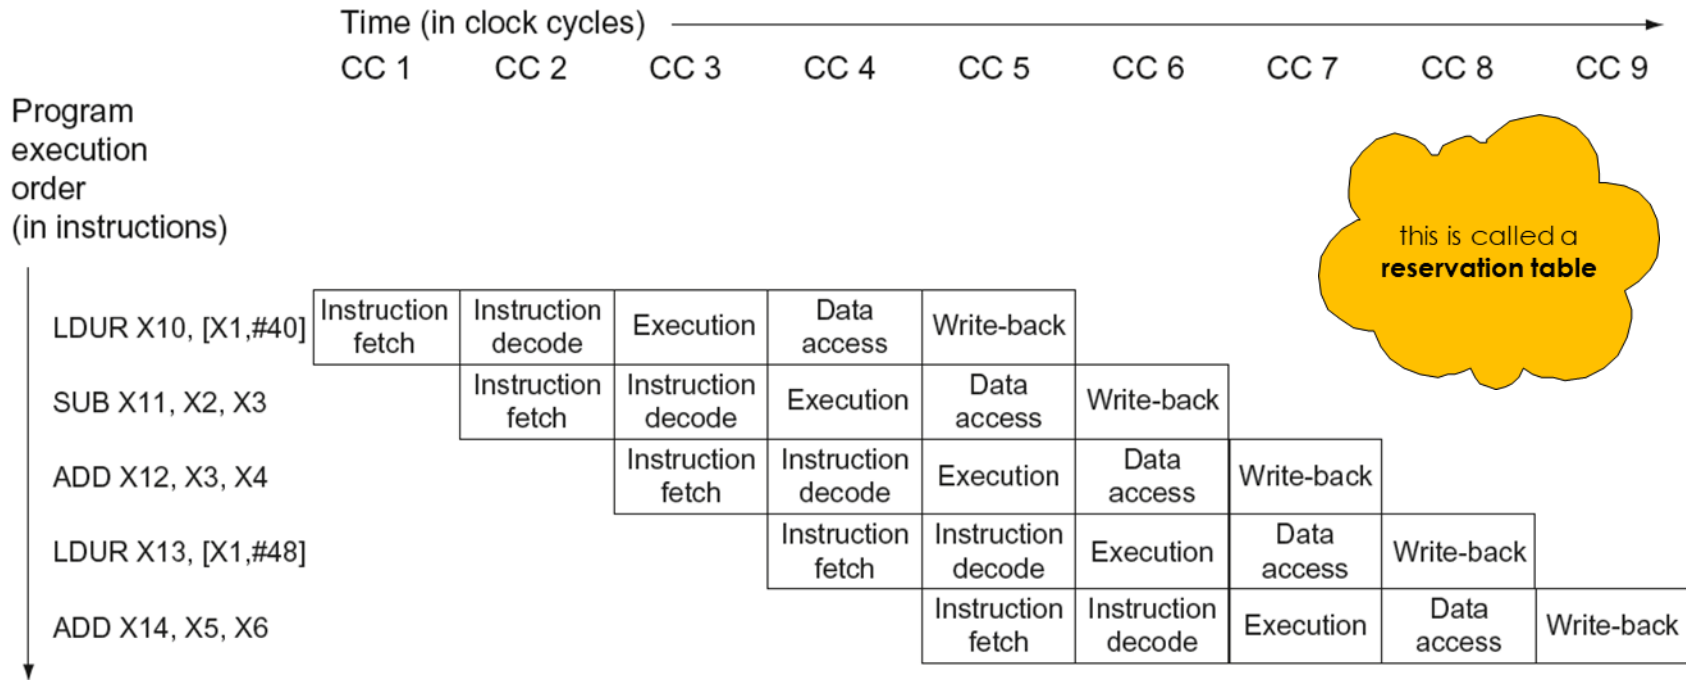 Time (in clock cycles)
CC 1 CC 2 CC 3 CC 4 CC 5 CC 6 CC 7 CC 8 CC 9
Program
execution
order
(in instructions)
this is called a
reservation table
LDUR X10, [X1,#40] Instruction fetch Instruction decode Execution Data access Write-back
SUB X11, X2, X3 Instruction fetch Instruction decode Execution Data access Write-back
ADD X12, X3, X4 Instruction fetch Instruction decode Execution Data access Write-back
LDUR X13, [X1,#48] Instruction fetch Instruction decode Execution Data access Write-back
ADD X14, X5, X6 Instruction fetch Instruction decode Execution Data access Write-back